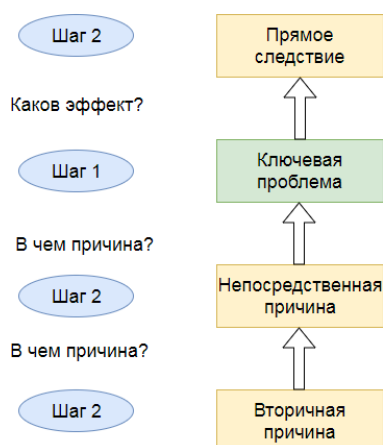 Шаг 2
Прямое
следствие
Каков эффект?
Шаг 1
Ключевая
проблема
В чем причина?
Шаг 2
Непосредственная
причина
В чем причина?
Шаг 2
Вторичная
причина